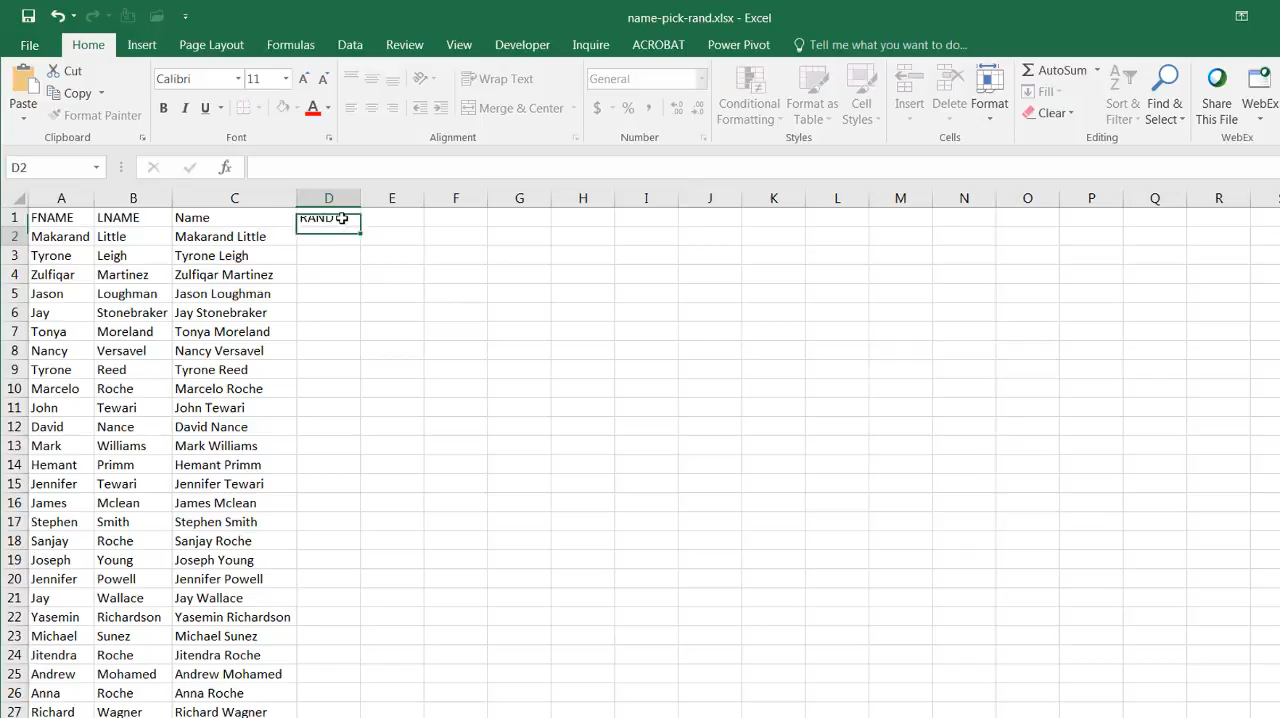 name-pick-rand.xlsx - Excel
File Home Insert Page Layout Formulas Data Review View Developer Inquire ACROBAT Power Pivot Tell me what you want to do...
Paste
Cut
Copy
Format Painter
Clipboard
Calibri 11
B I U A
Font
Wrap Text
Merge & Center
Alignment
General
$ % ,
Number
Conditional Formatting
Format as Table
Cell Styles
Styles
Insert Delete Format
Cells
AutoSum
Fill
Clear
Sort & Filter
Find & Select
Editing
Share This File
WebEx
WebEx
D2 fx
A B C D E F G H I J K L M N O P Q R
1 FNAME LNAME Name RAND
2 Makarand Little Makarand Little
3 Tyrone Leigh Tyrone Leigh
4 Zulfiqar Martinez Zulfiqar Martinez
5 Jason Loughman Jason Loughman
6 Jay Stonebraker Jay Stonebraker
7 Tonya Moreland Tonya Moreland
8 Nancy Versavel Nancy Versavel
9 Tyrone Reed Tyrone Reed
10 Marcelo Roche Marcelo Roche
11 John Tewari John Tewari
12 David Nance David Nance
13 Mark Williams Mark Williams
14 Hemant Primm Hemant Primm
15 Jennifer Tewari Jennifer Tewari
16 James Mclean James Mclean
17 Stephen Smith Stephen Smith
18 Sanjay Roche Sanjay Roche
19 Joseph Young Joseph Young
20 Jennifer Powell Jennifer Powell
21 Jay Wallace Jay Wallace
22 Yasemin Richardson Yasemin Richardson
23 Michael Sunez Michael Sunez
24 Jitendra Roche Jitendra Roche
25 Andrew Mohamed Andrew Mohamed
26 Anna Roche Anna Roche
27 Richard Wagner Richard Wagner